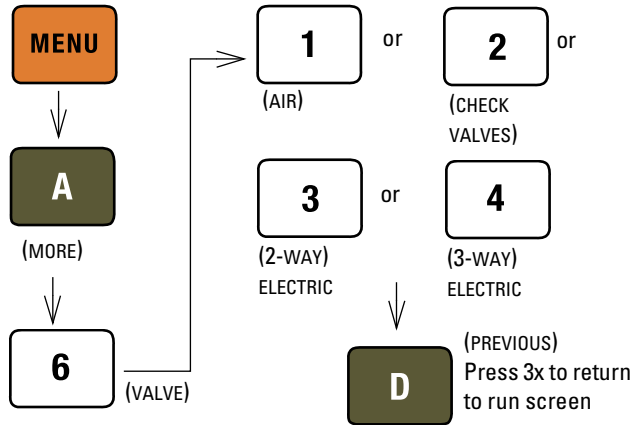 MENU
A
(MORE)
6
(VALVE)
1 or
(AIR)
2 or
(CHECK
VALVES)
3 or
(2-WAY)
ELECTRIC
4
(3-WAY)
ELECTRIC
D
(PREVIOUS)
Press 3x to return
to run screen